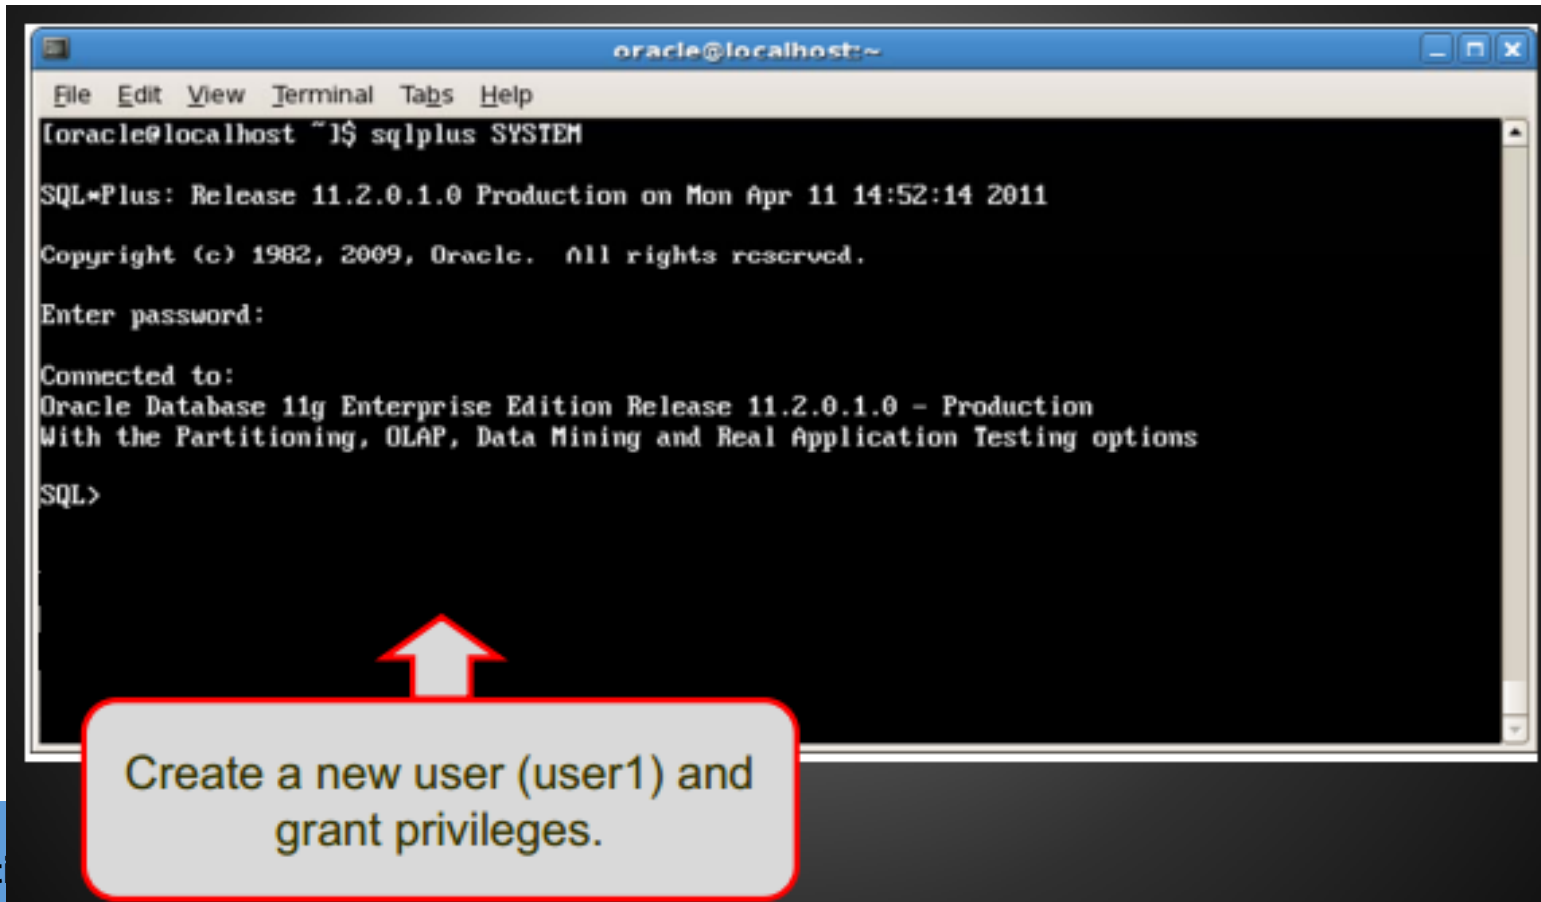 oracle@localhost:~
File Edit View Terminal Tabs Help
[oracle@localhost ~]$ sqlplus SYSTEM
SQL*Plus: Release 11.2.0.1.0 Production on Mon Apr 11 14:52:14 2011
Copyright (c) 1982, 2009, Oracle.  All rights reserved.
Enter password:
Connected to:
Oracle Database 11g Enterprise Edition Release 11.2.0.1.0 - Production
With the Partitioning, OLAP, Data Mining and Real Application Testing options
SQL>
Create a new user (user1) and
grant privileges.